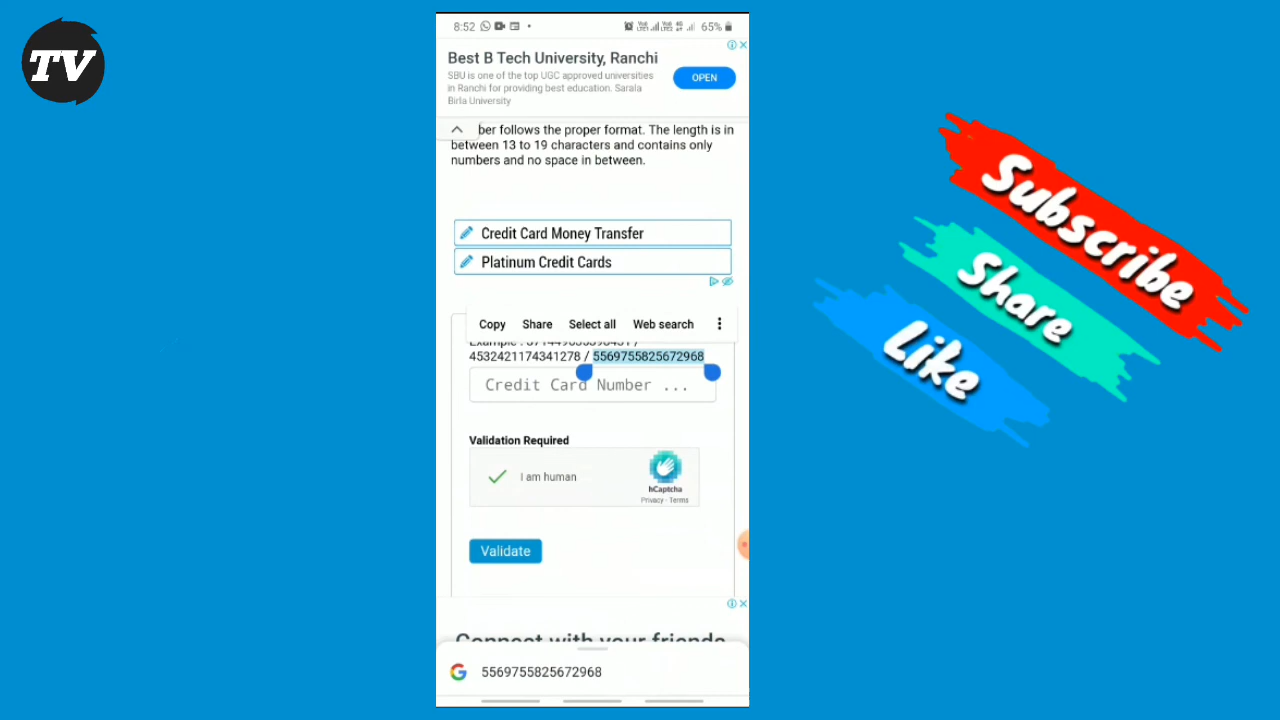 TV
8:52
65%
Best B Tech University, Ranchi
SBU is one of the top UGC approved universities
in Ranchi for providing best education. Sarala
Birla University
OPEN
ber follows the proper format. The length is in
between 13 to 19 characters and contains only
numbers and no space in between.
Credit Card Money Transfer
Platinum Credit Cards
Copy Share Select all Web search
4532421174341278 / 5569755825672968
Credit Card Number ...
Validation Required
I am human
hCaptcha
Privacy - Terms
Validate
Connect with your friends
5569755825672968
Subscribe
Share
Like